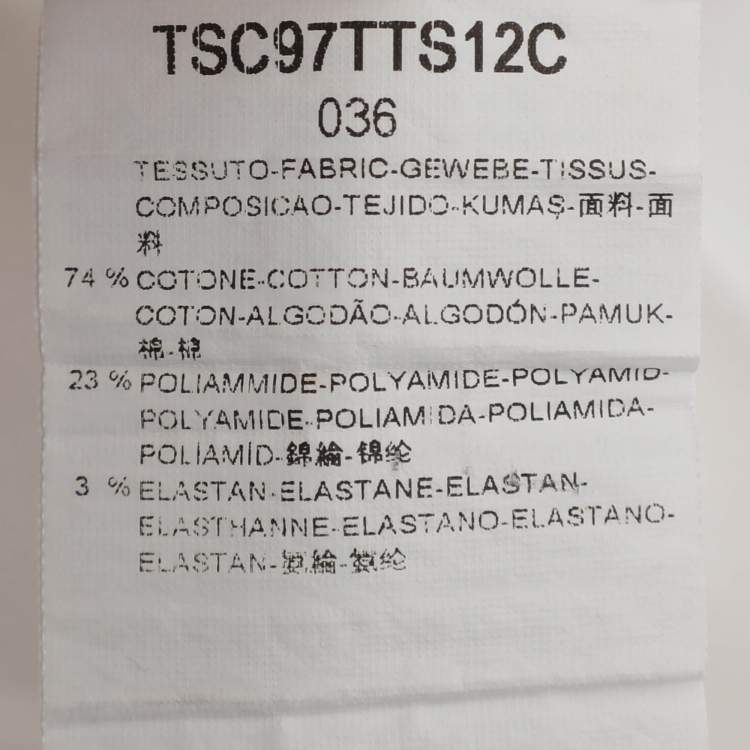 TSC97TTS12C
036
TESSUTO-FABRIC-GEWEBE-TISSUS-
COMPOSICAO-TEJIDO-KUMAŞ-面料-面
料
74 % COTONE-COTTON-BAUMWOLLE-
COTON-ALGODÃO-ALGODÓN-PAMUK-
棉-棉
23 % POLIAMMIDE-POLYAMIDE-POLYAMID-
POLYAMIDE-POLIAMIDA-POLIAMIDA-
POLİAMİD-錦綸-锦纶
3 % ELASTAN-ELASTANE-ELASTAN-
ELASTHANNE-ELASTANO-ELASTANO-
ELASTAN-氨綸-氨纶